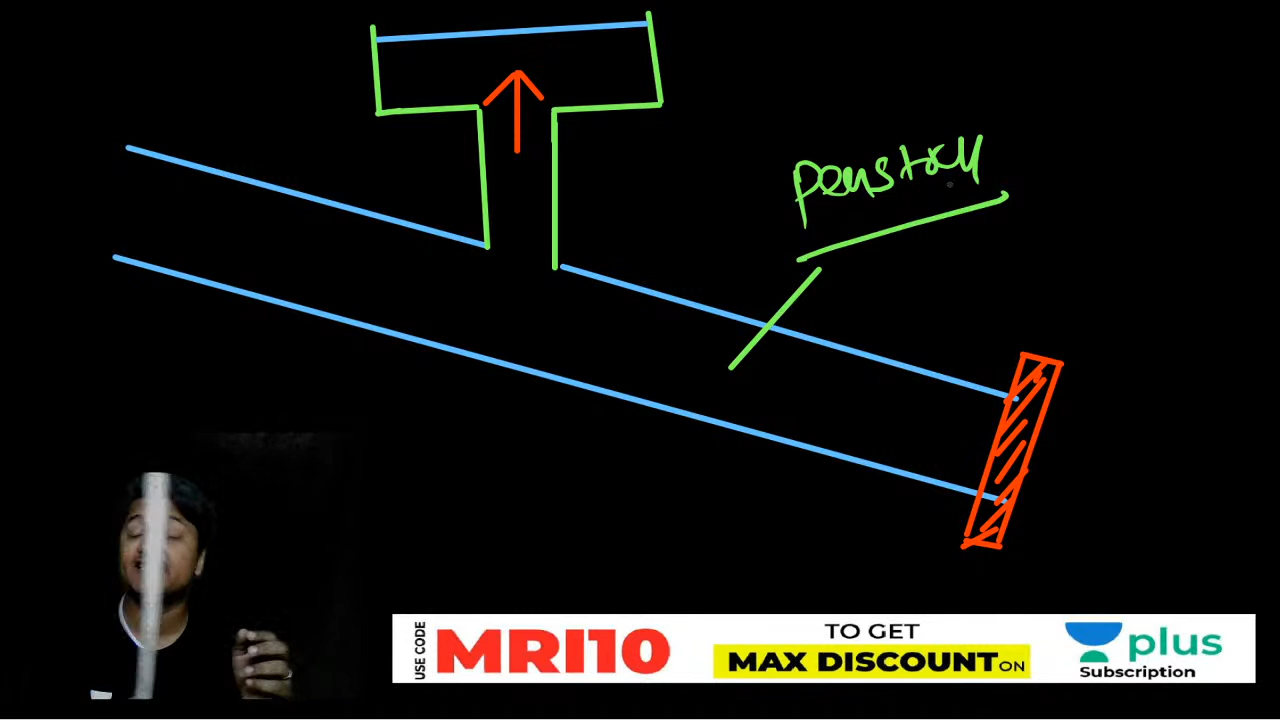 penstock
USE CODE
MRI10
TO GET
MAX DISCOUNT ON
plus
Subscription